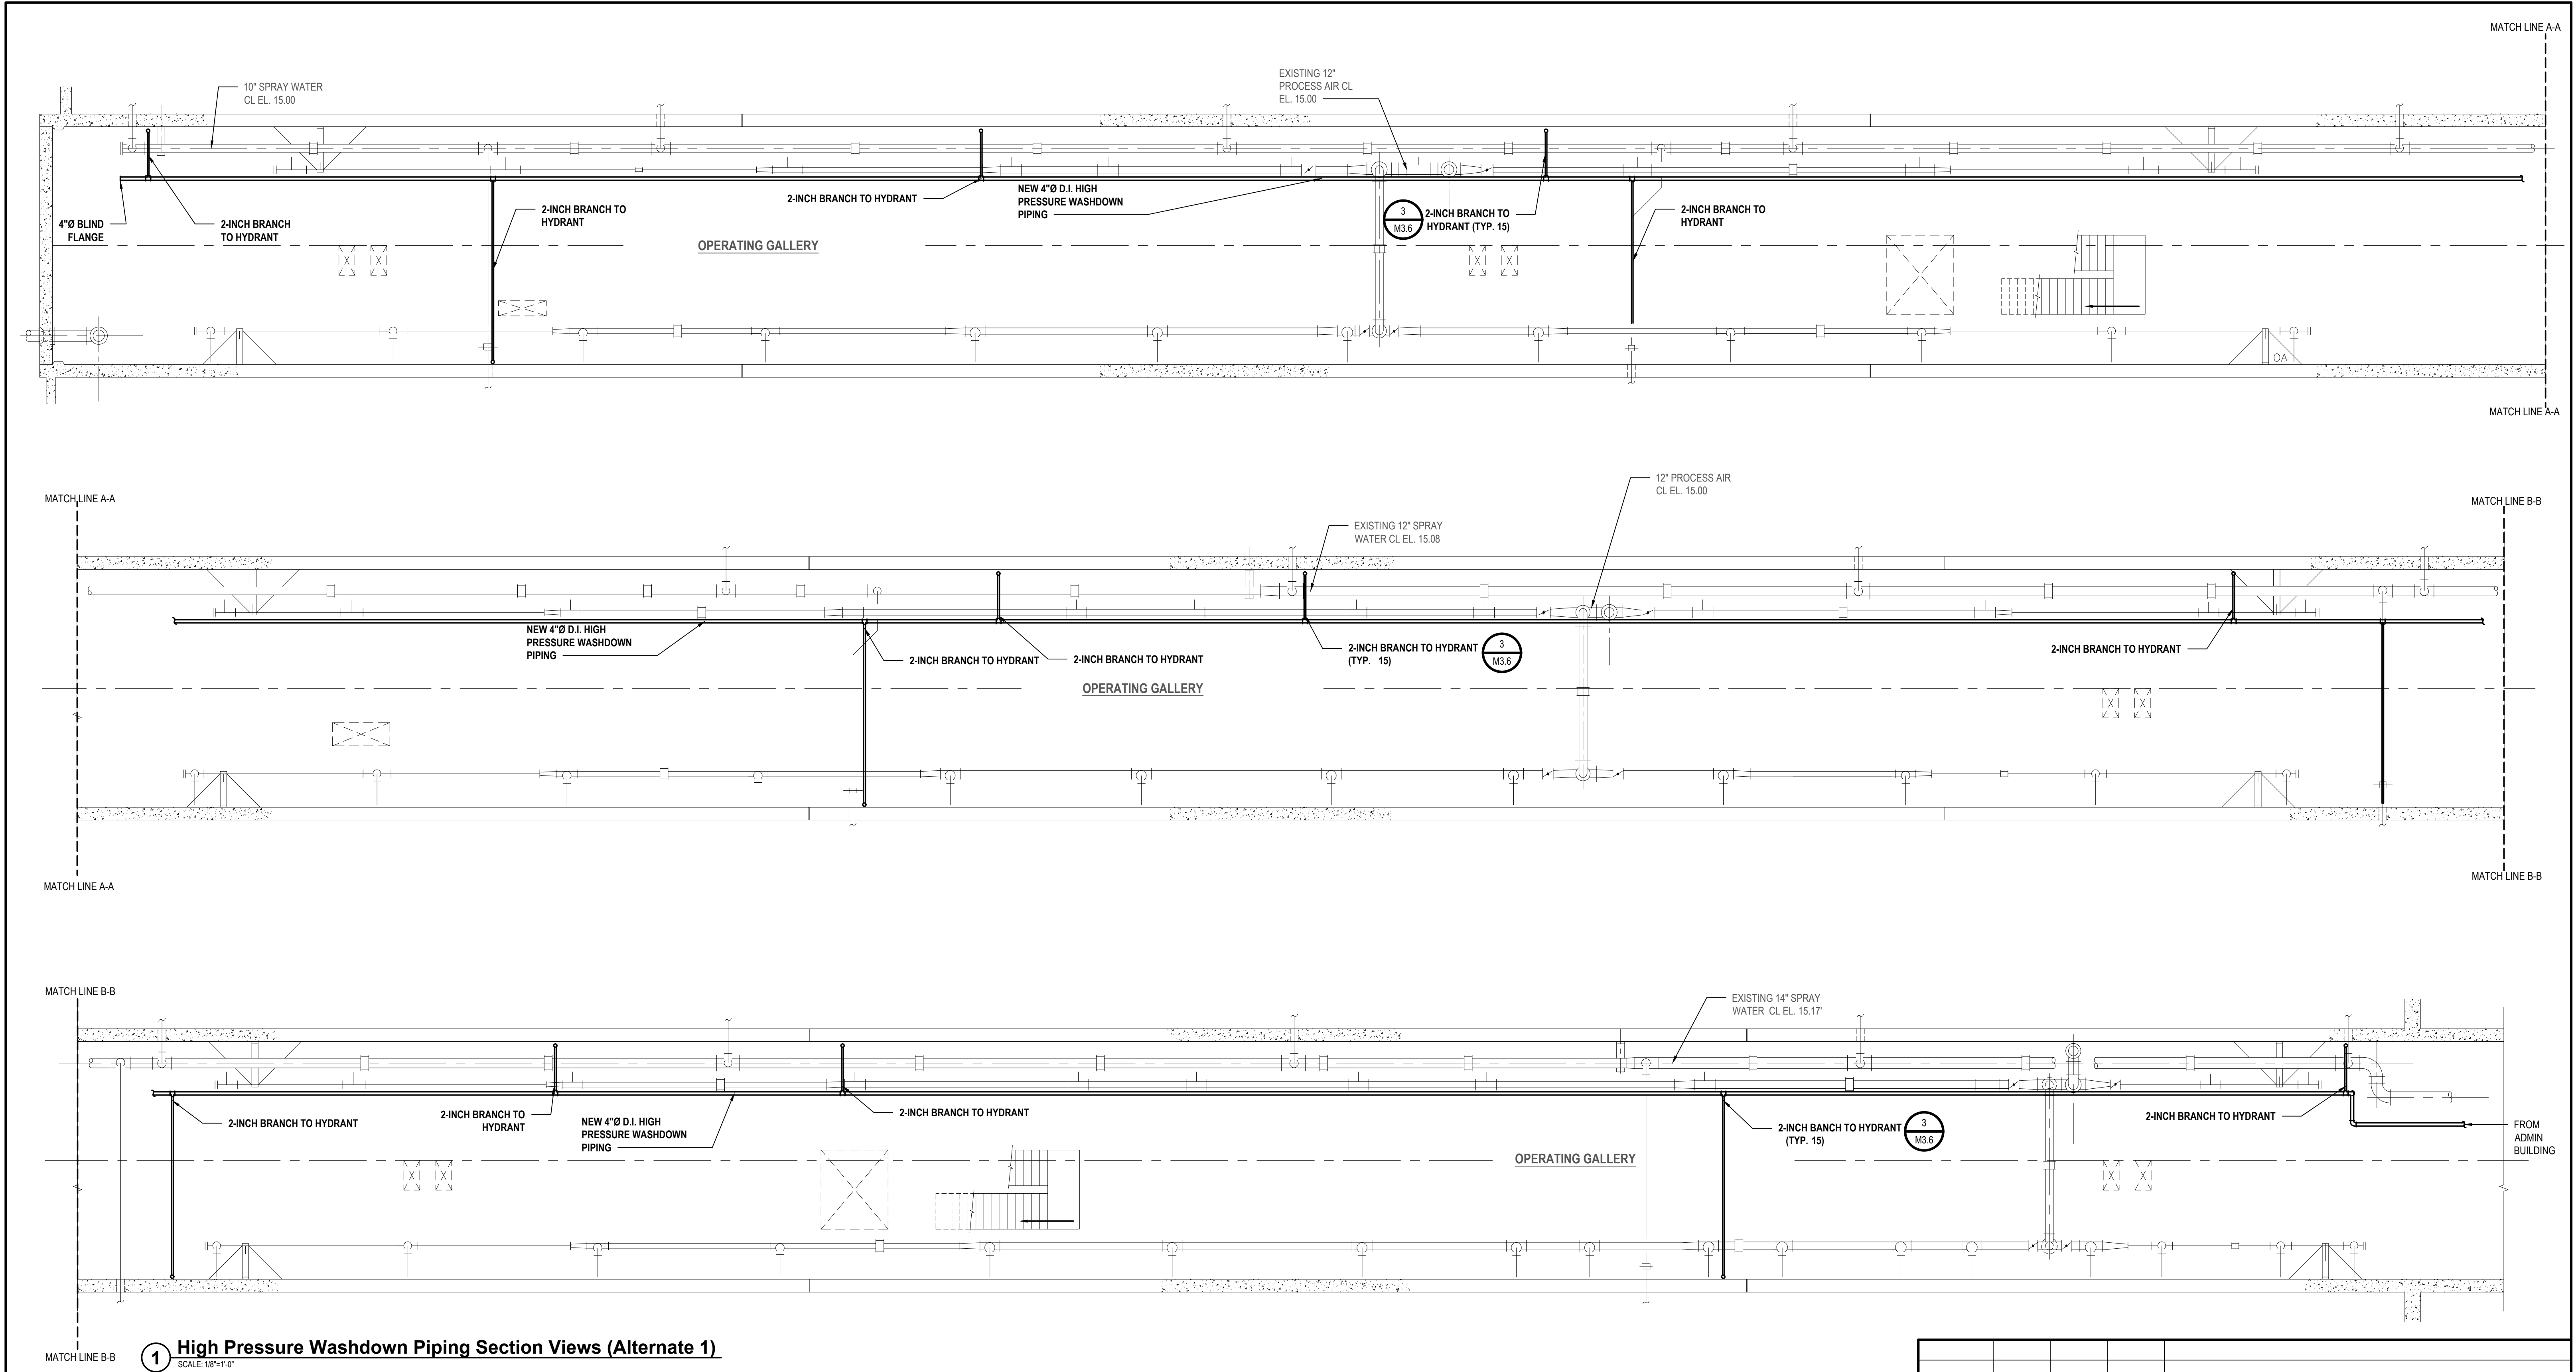 MATCH LINE A-A
10" SPRAY WATER
CL EL. 15.00
EXISTING 12"
PROCESS AIR CL
EL. 15.00
4"Ø BLIND
FLANGE
2-INCH BRANCH
TO HYDRANT
2-INCH BRANCH TO
HYDRANT
2-INCH BRANCH TO HYDRANT
NEW 4"Ø D.I. HIGH
PRESSURE WASHDOWN
PIPING
3
M3.6
2-INCH BRANCH TO
HYDRANT (TYP. 15)
2-INCH BRANCH TO
HYDRANT
OPERATING GALLERY
OA
MATCH LINE A-A
MATCH LINE A-A
12" PROCESS AIR
CL EL. 15.00
MATCH LINE B-B
EXISTING 12" SPRAY
WATER CL EL. 15.08
NEW 4"Ø D.I. HIGH
PRESSURE WASHDOWN
PIPING
2-INCH BRANCH TO HYDRANT
2-INCH BRANCH TO HYDRANT
2-INCH BRANCH TO HYDRANT
(TYP. 15)
3
M3.6
2-INCH BRANCH TO HYDRANT
OPERATING GALLERY
MATCH LINE A-A
MATCH LINE B-B
MATCH LINE B-B
EXISTING 14" SPRAY
WATER CL EL. 15.17'
2-INCH BRANCH TO HYDRANT
2-INCH BRANCH TO
HYDRANT
NEW 4"Ø D.I. HIGH
PRESSURE WASHDOWN
PIPING
2-INCH BRANCH TO HYDRANT
2-INCH BANCH TO HYDRANT
(TYP. 15)
3
M3.6
2-INCH BRANCH TO HYDRANT
FROM
ADMIN
BUILDING
OPERATING GALLERY
MATCH LINE B-B
1
High Pressure Washdown Piping Section Views (Alternate 1)
SCALE: 1/8"=1'-0"